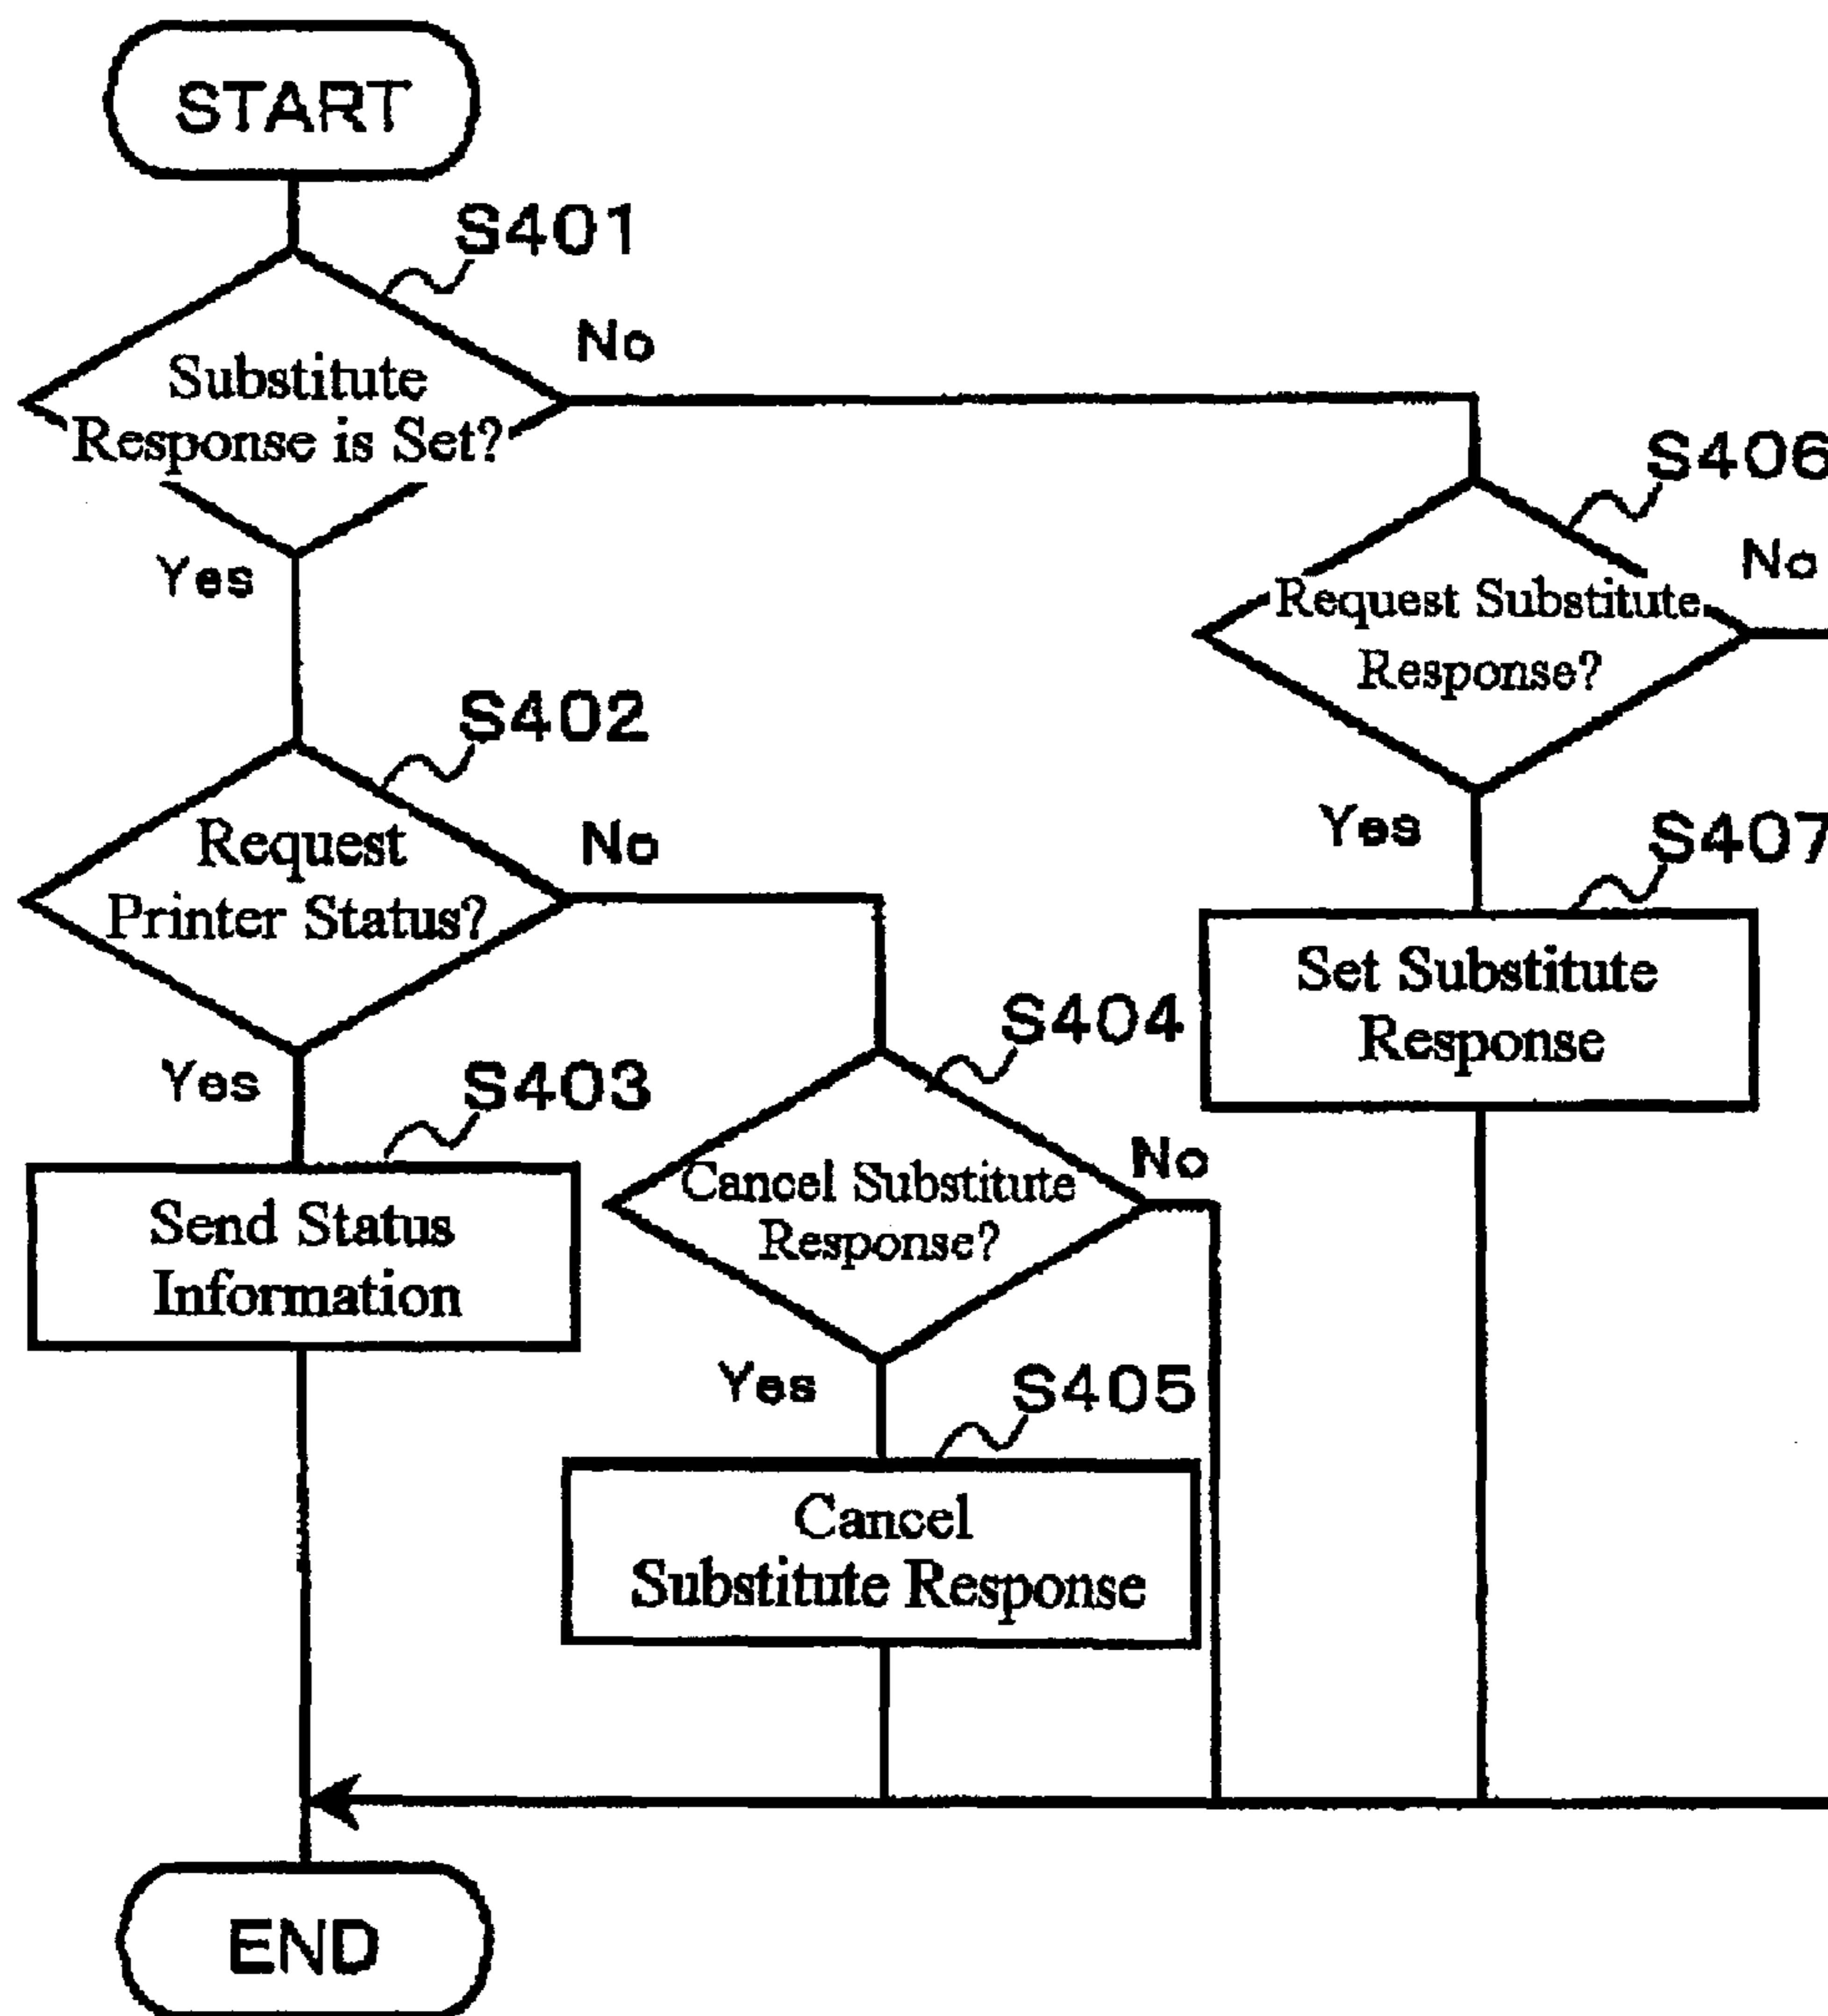 START
S401
No
Substitute
Response is Set?
Yes
S406
No
Request Substitute
Response?
Yes
S402
Request
Printer Status?
No
Yes
S407
Set Substitute
Response
S403
Send Status
Information
S404
Cancel Substitute
Response?
No
Yes
S405
Cancel
Substitute Response
END